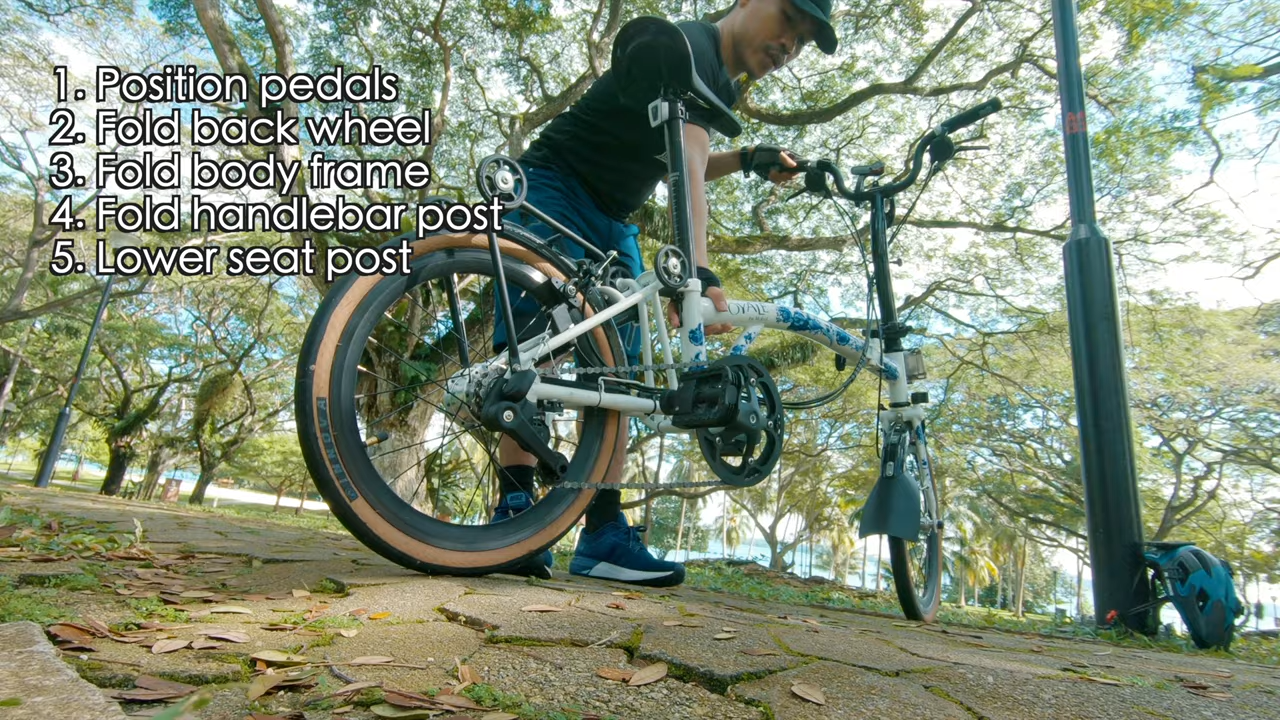 1. Position pedals
2. Fold back wheel
3. Fold body frame
4. Fold handlebar post
5. Lower seat post